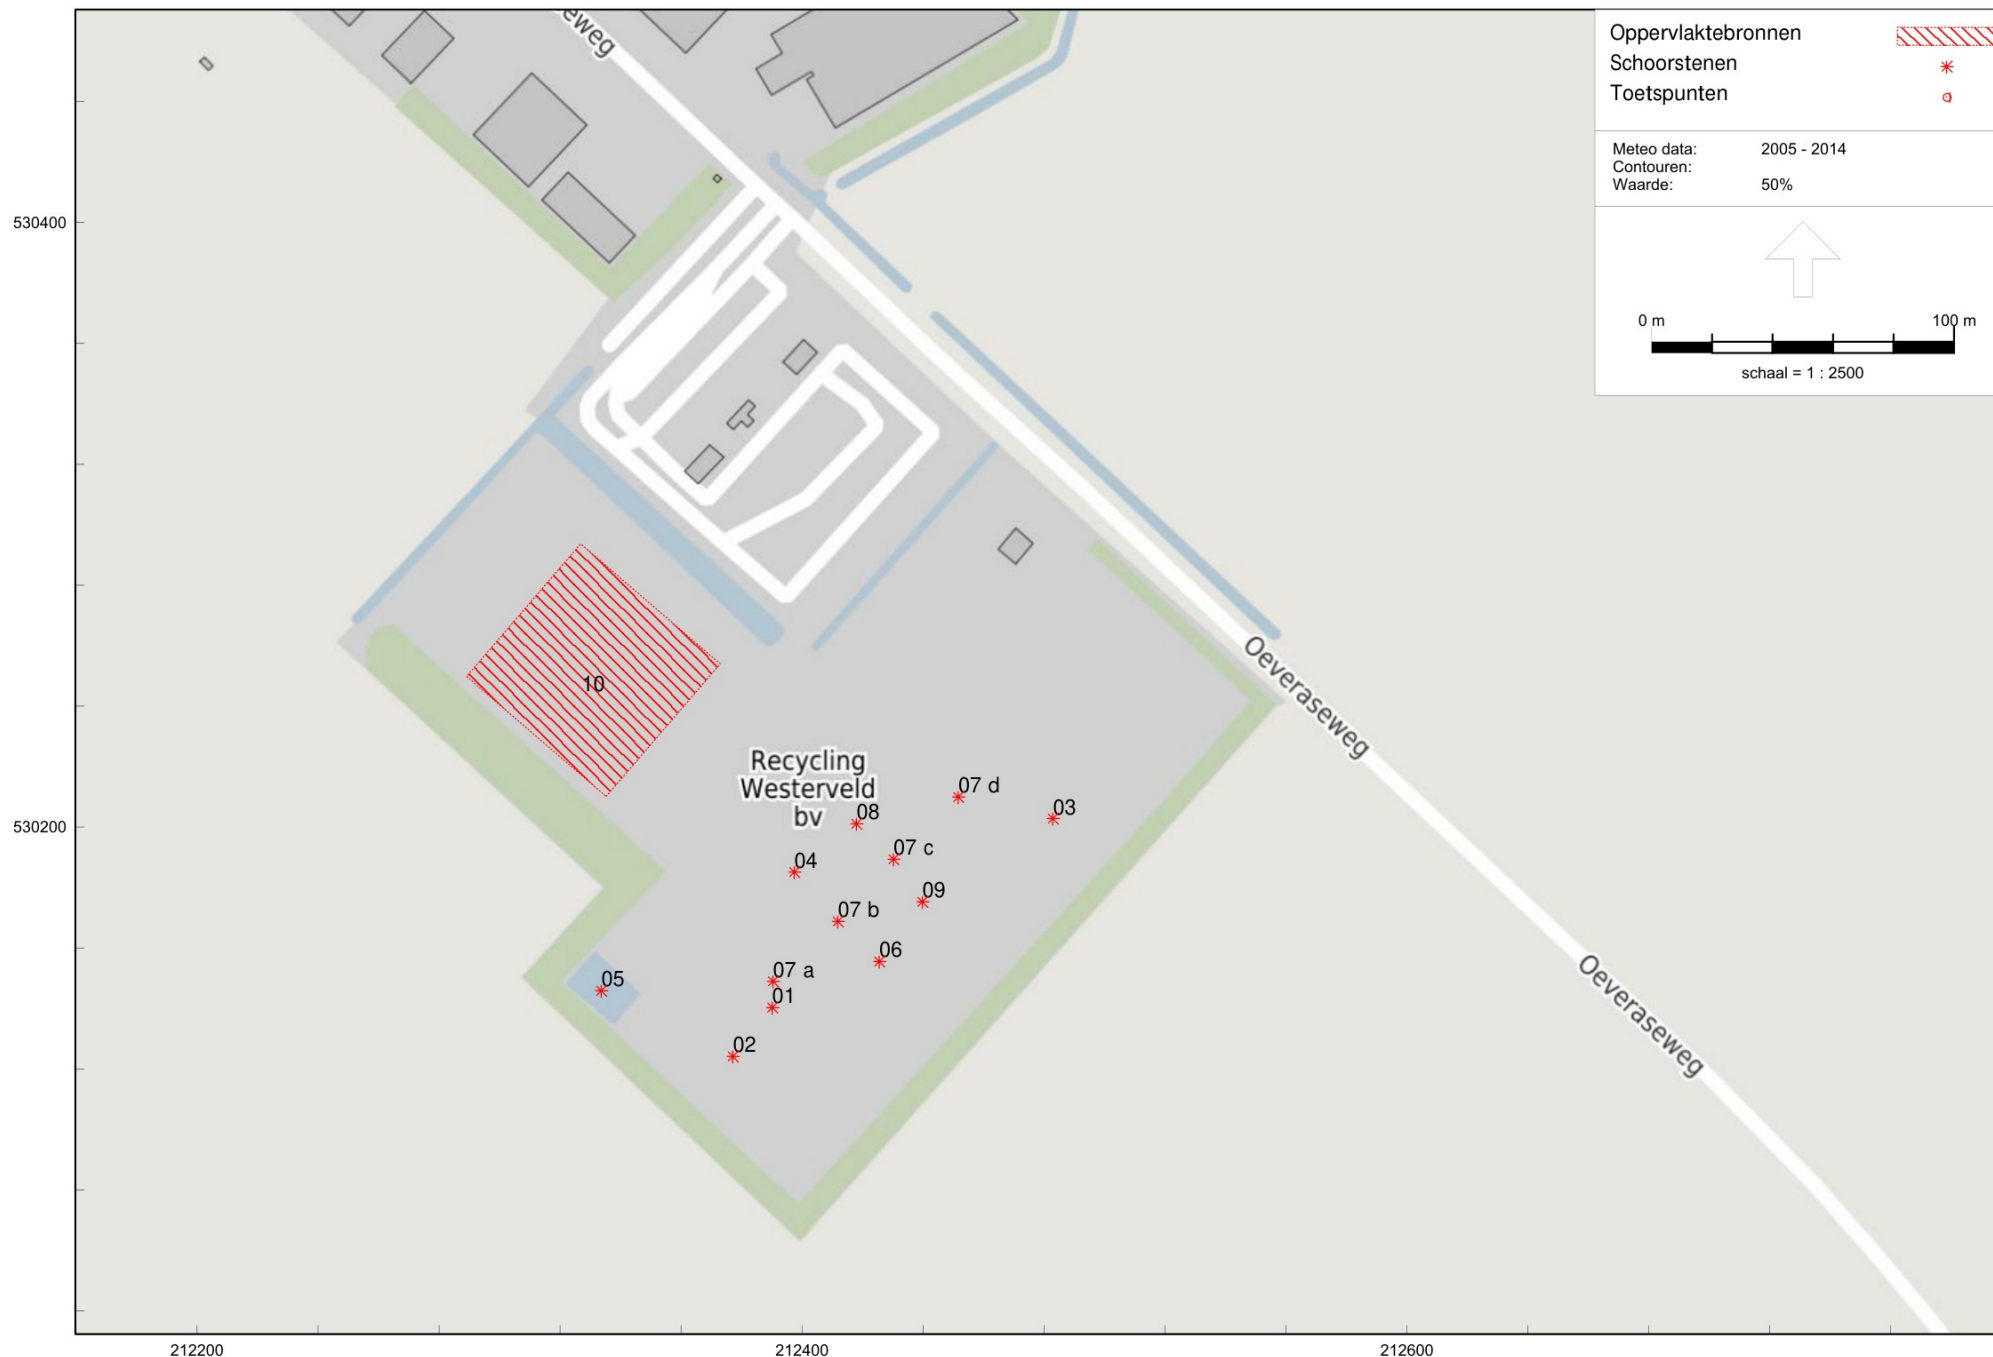 eweg
Oppervlaktebronnen
Schoorstenen
Toetspunten
Meteo data: 2005 - 2014
Contouren:
Waarde: 50%
0 m 100 m
schaal = 1 : 2500
530400
530200
Oeveraseweg
Oeveraseweg
10
Recycling
Westerveld
bv
07 d
03
08
07 c
04
09
07 b
06
07 a
05
01
02
212200 212400 212600